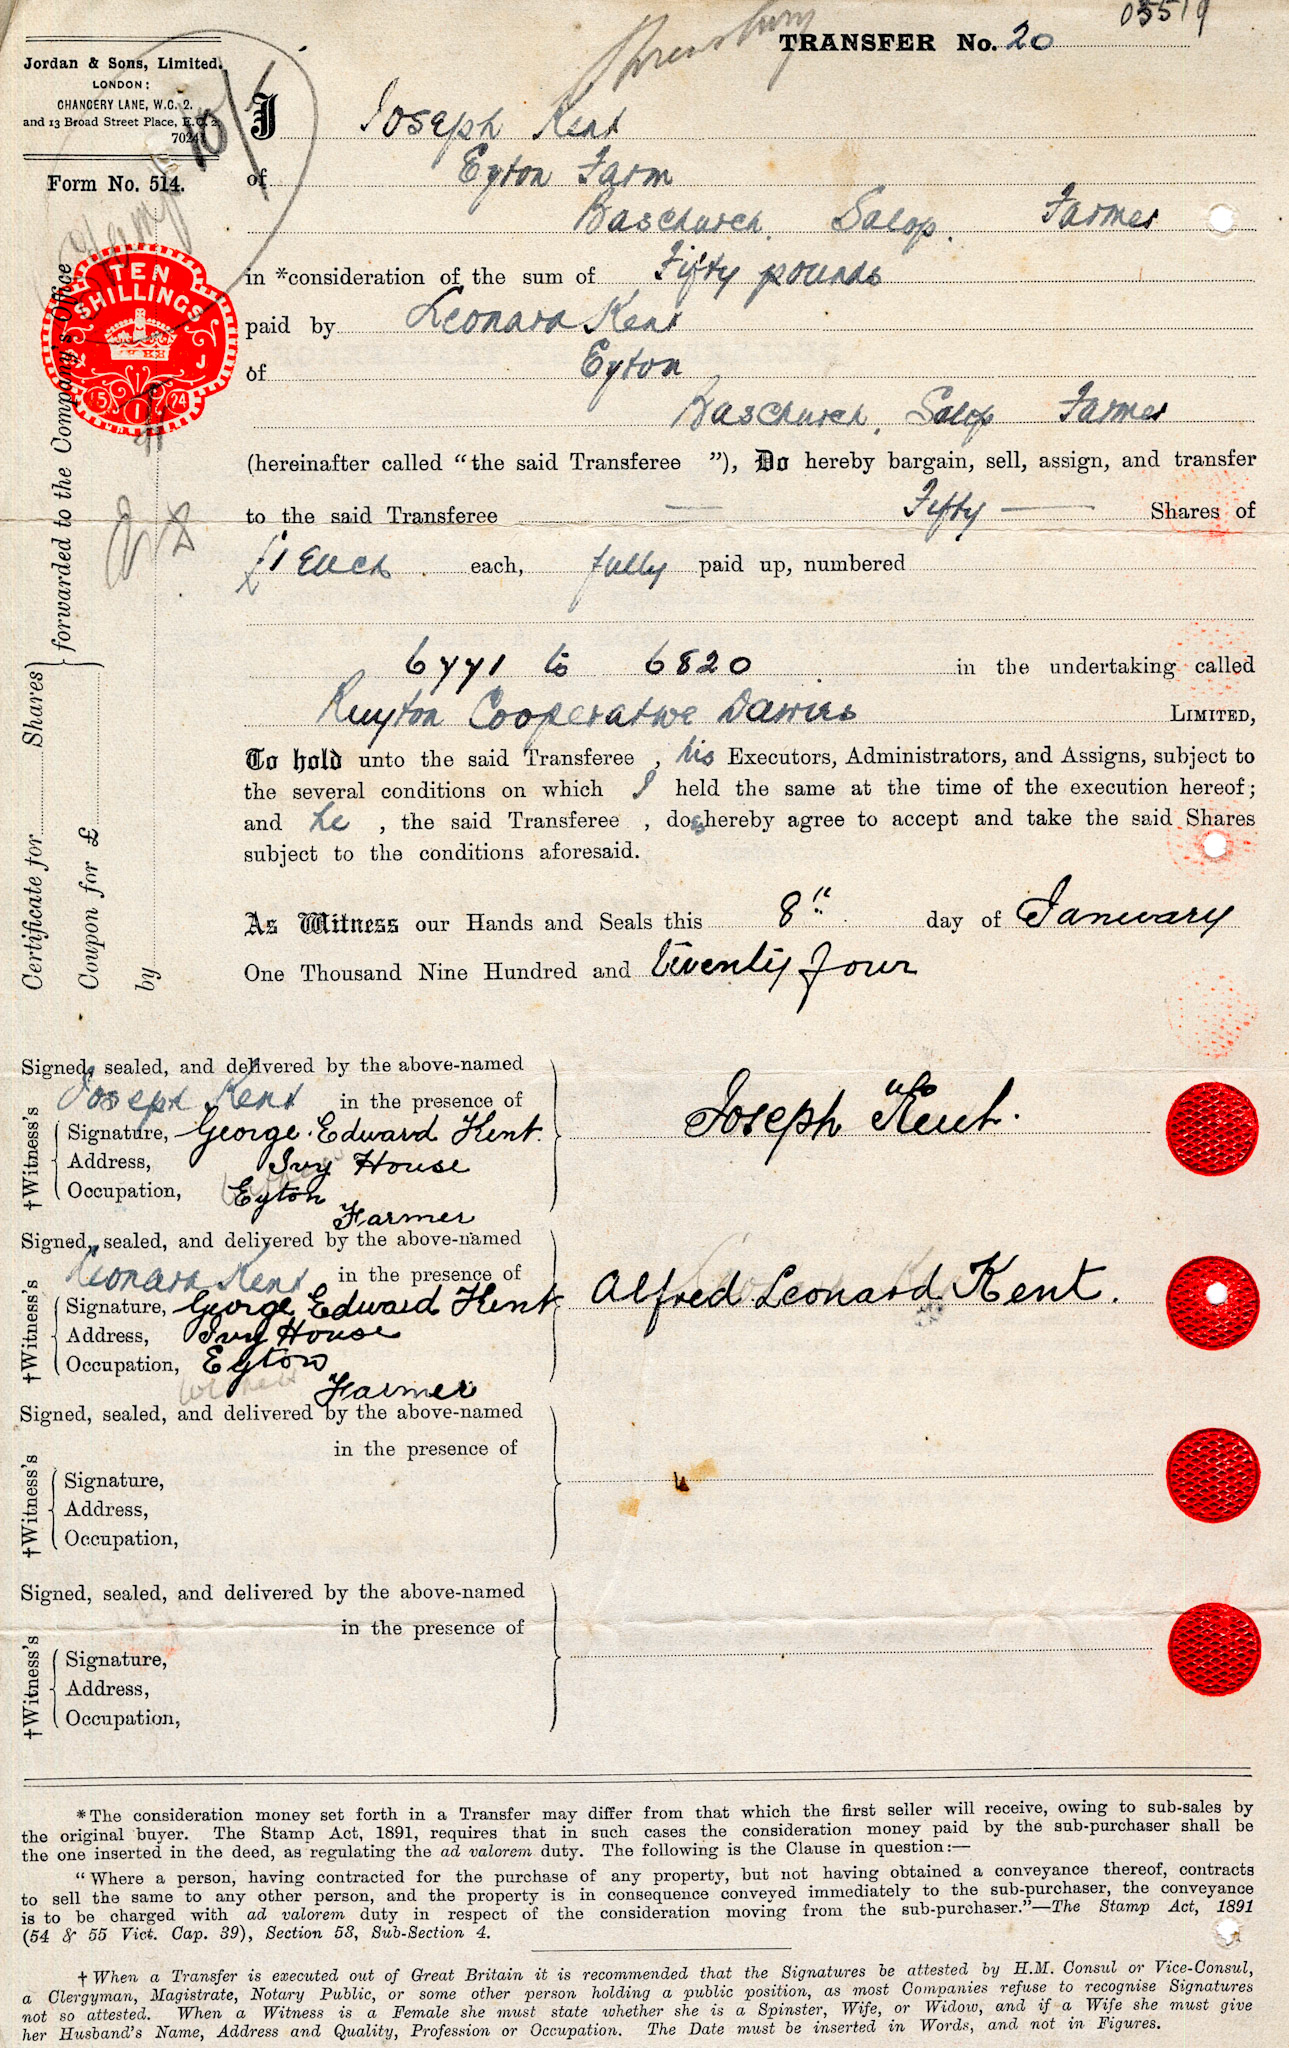 05519
Shrewsbury
TRANSFER No. 20
Jordan & Sons, Limited.
LONDON:
CHANCERY LANE, W.C. 2.
and 13 Broad Street Place, E.C. 2.
7024
10/
Form No. 514.
Stamp
TEN
SHILLINGS
J
5 1 24
I Joseph Kent
of Eyton Farm
Baschurch. Salop. Farmer
in *consideration of the sum of Fifty pounds
paid by Leonard Kent
of Eyton
Baschurch, Salop Farmer
(hereinafter called “the said Transferee ”), Do hereby bargain, sell, assign, and transfer
to the said Transferee — Fifty — Shares of
£1 Each each, fully paid up, numbered
6771 to 6820 in the undertaking called
Ruyton Cooperative Dairies LIMITED,
To hold unto the said Transferee , his Executors, Administrators, and Assigns, subject to
the several conditions on which I held the same at the time of the execution hereof;
and he , the said Transferee , does hereby agree to accept and take the said Shares
subject to the conditions aforesaid.
As Witness our Hands and Seals this 8th day of January
One Thousand Nine Hundred and twenty four
Certificate for Shares
Coupon for £
forwarded to the Company's Office
by
Signed, sealed, and delivered by the above-named
Joseph Kent in the presence of
†Witness's
Signature, George Edward Kent.
Address, Ivy House
Occupation, Eyton
Farmer
Joseph Kent.
Signed, sealed, and delivered by the above-named
Leonard Kent in the presence of
†Witness's
Signature, George Edward Kent
Address, Ivy House
Occupation, Eyton
Witness
Farmer
Alfred Leonard Kent.
Signed, sealed, and delivered by the above-named
in the presence of
†Witness's
Signature,
Address,
Occupation,
Signed, sealed, and delivered by the above-named
in the presence of
†Witness's
Signature,
Address,
Occupation,
*The consideration money set forth in a Transfer may differ from that which the first seller will receive, owing to sub-sales by
the original buyer. The Stamp Act, 1891, requires that in such cases the consideration money paid by the sub-purchaser shall be
the one inserted in the deed, as regulating the ad valorem duty. The following is the Clause in question:—
“Where a person, having contracted for the purchase of any property, but not having obtained a conveyance thereof, contracts
to sell the same to any other person, and the property is in consequence conveyed immediately to the sub-purchaser, the conveyance
is to be charged with ad valorem duty in respect of the consideration moving from the sub-purchaser.”—The Stamp Act, 1891
(54 & 55 Vict. Cap. 39), Section 58, Sub-Section 4.
† When a Transfer is executed out of Great Britain it is recommended that the Signatures be attested by H.M. Consul or Vice-Consul,
a Clergyman, Magistrate, Notary Public, or some other person holding a public position, as most Companies refuse to recognise Signatures
not so attested. When a Witness is a Female she must state whether she is a Spinster, Wife, or Widow, and if a Wife she must give
her Husband's Name, Address and Quality, Profession or Occupation. The Date must be inserted in Words, and not in Figures.